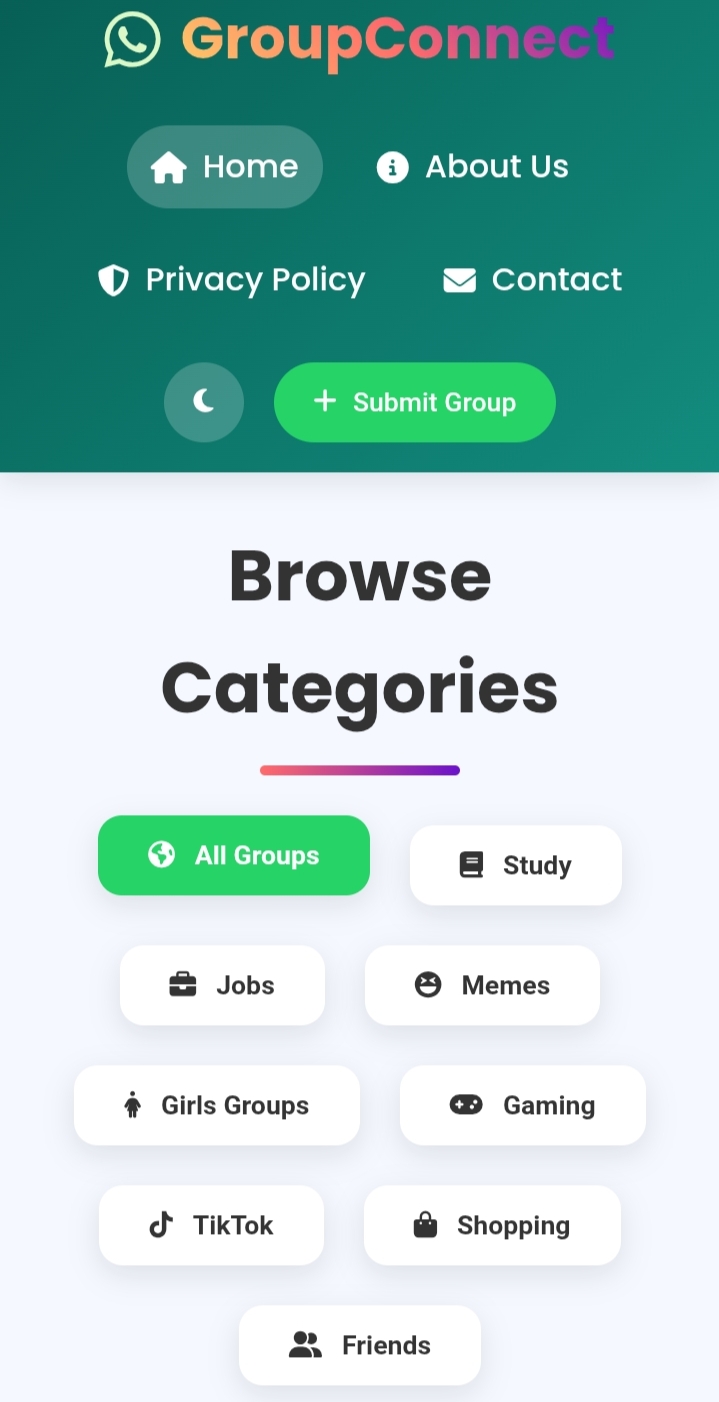 GroupConnect
Home
About Us
Privacy Policy
Contact
Submit Group
Browse
Categories
All Groups
Study
Jobs
Memes
Girls Groups
Gaming
TikTok
Shopping
Friends